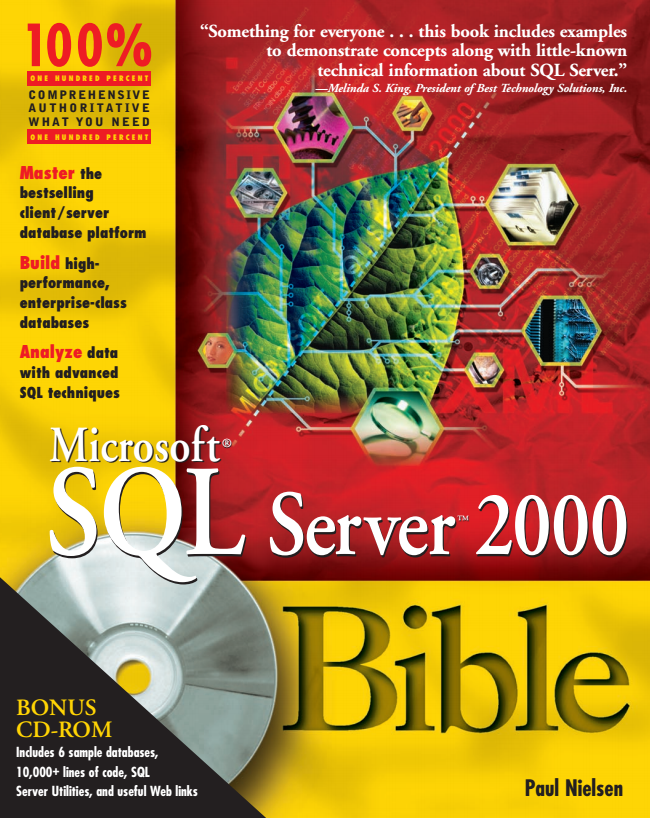 100%
ONE HUNDRED PERCENT
COMPREHENSIVE
AUTHORITATIVE
WHAT YOU NEED
ONE HUNDRED PERCENT
“Something for everyone . . . this book includes examples
to demonstrate concepts along with little-known
technical information about SQL Server.”
—Melinda S. King, President of Best Technology Solutions, Inc.
Master the
bestselling
client/server
database platform
Build high-
performance,
enterprise-class
databases
Analyze data
with advanced
SQL techniques
2000
XML
Microsoft®
SQL Server™ 2000
Bible
BONUS
CD-ROM
Includes 6 sample databases,
10,000+ lines of code, SQL
Server Utilities, and useful Web links
Paul Nielsen